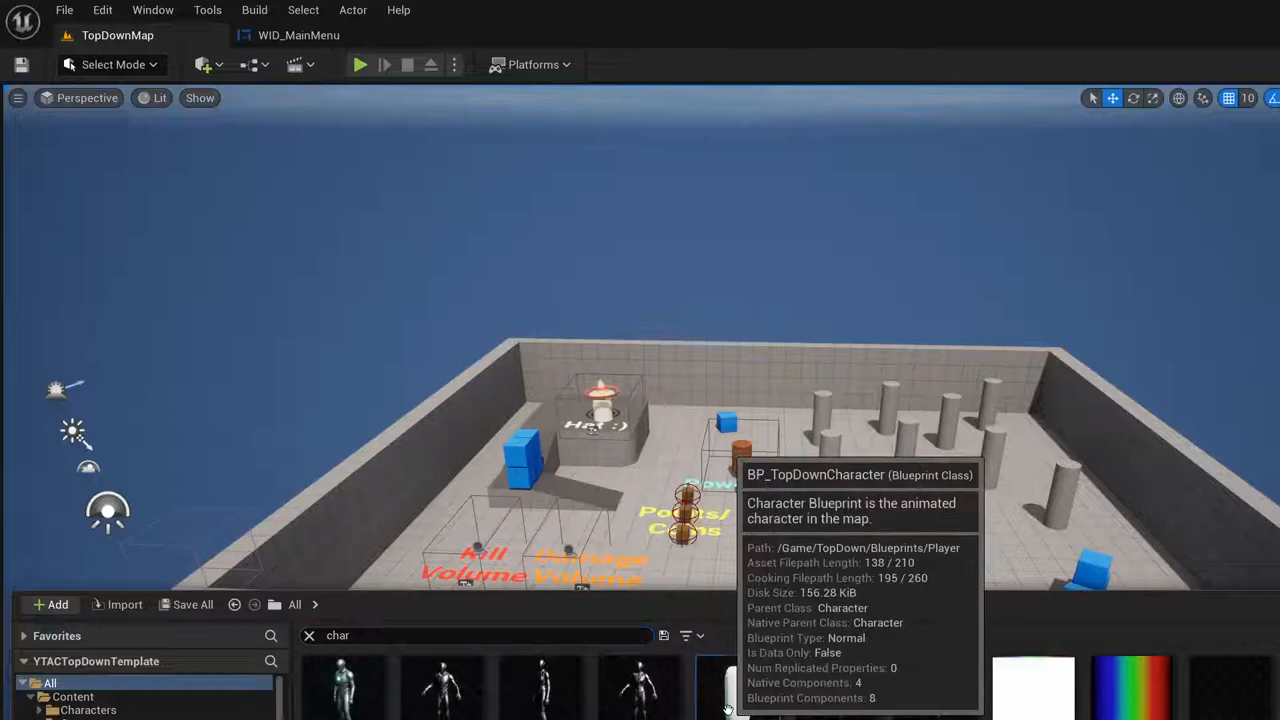 File Edit Window Tools Build Select Actor Help
TopDownMap WID_MainMenu
Select Mode Platforms
Perspective Lit Show 10
Hat :)
Kill
Volume
Damage
Volume
Points/
BP_TopDownCharacter (Blueprint Class)
Character Blueprint is the animated
character in the map.
Path: /Game/TopDown/Blueprints/Player
Asset Filepath Length: 138 / 210
Cooking Filepath Length: 195 / 260
Disk Size: 156.28 KiB
Parent Class: Character
Native Parent Class: Character
Blueprint Type: Normal
Is Data Only: False
Num Replicated Properties: 0
Native Components: 4
Blueprint Components: 8
Add Import Save All All
Favorites char
YTACTopDownTemplate
All
Content
Characters